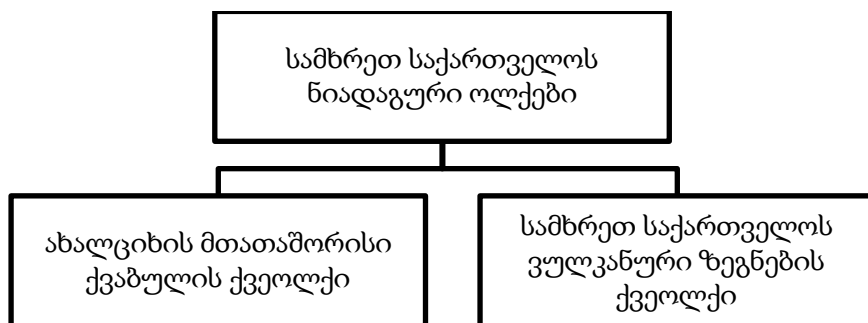 სამხრეთ საქართველოს
ნიადაგური ოლქები
ახალციხის მთათაშორისი
ქვაბულის ქვეოლქი
სამხრეთ საქართველოს
ვულკანური ზეგნების
ქვეოლქი